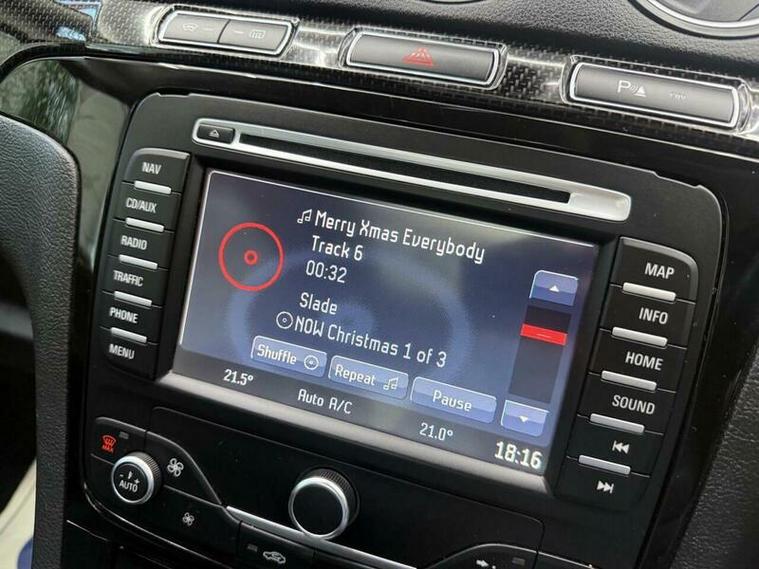 P
NAV
CD/AUX
RADIO
TRAFFIC
PHONE
MENU
Merry Xmas Everybody
Track 6
00:32
Slade
NOW Christmas 1 of 3
Shuffle
Repeat
Pause
21.5°
Auto A/C
21.0°
18:16
MAP
INFO
HOME
SOUND
MAX
AUTO